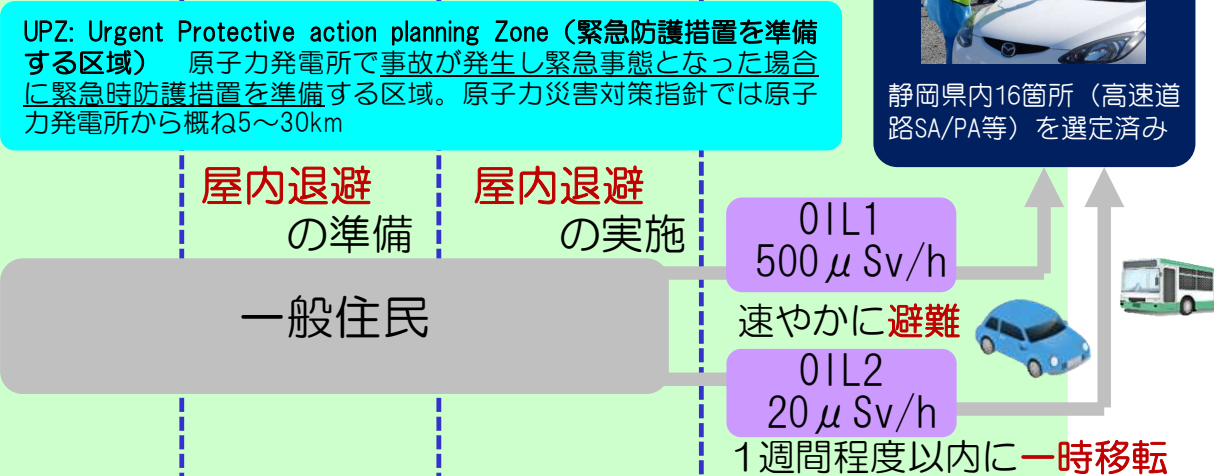 UPZ: Urgent Protective action planning Zone（緊急防護措置を準備
する区域）　原子力発電所で事故が発生し緊急事態となった場合
に緊急時防護措置を準備する区域。原子力災害対策指針では原子
力発電所から概ね5～30km
静岡県内16箇所（高速道
路SA/PA等）を選定済み
屋内退避
の準備
屋内退避
の実施
一般住民
OIL1
500μSv/h
速やかに避難
OIL2
20μSv/h
1週間程度以内に一時移転